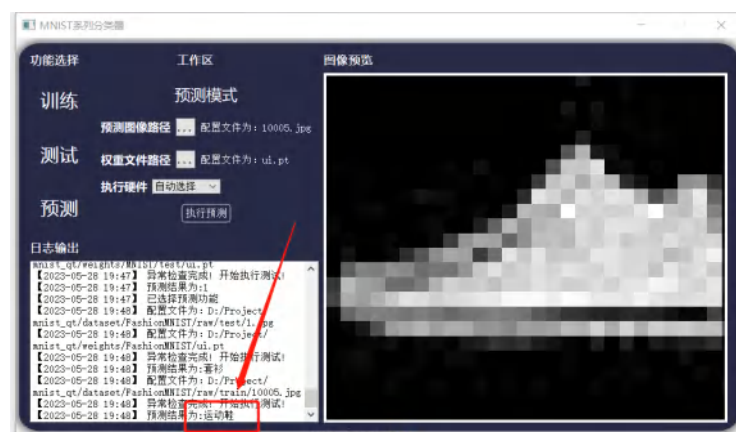 MNIST系列分类器
功能选择
工作区
图像预览
训练
预测模式
预测图像路径 ... 配置文件为: 10005.jpg
测试
权重文件路径 ... 配置文件为: ui.pt
执行硬件 自动选择
预测
执行预测
日志输出
mnist_qt/weights/MNIST/test/ui.pt
【2023-05-28 19:47】 异常检查完成! 开始执行测试!
【2023-05-28 19:47】 预测结果为:1
【2023-05-28 19:47】 已选择预测功能
【2023-05-28 19:48】 配置文件为: D:/Project/
mnist_qt/dataset/FashionMNIST/raw/test/1.jpg
【2023-05-28 19:48】 配置文件为: D:/Project/
mnist_qt/weights/FashionMNIST/ui.pt
【2023-05-28 19:48】 异常检查完成! 开始执行测试!
【2023-05-28 19:48】 预测结果为:套衫
【2023-05-28 19:48】 配置文件为: D:/Project/
mnist_qt/dataset/FashionMNIST/raw/train/10005.jpg
【2023-05-28 19:48】 异常检查完成! 开始执行测试!
【2023-05-28 19:48】 预测结果为:运动鞋